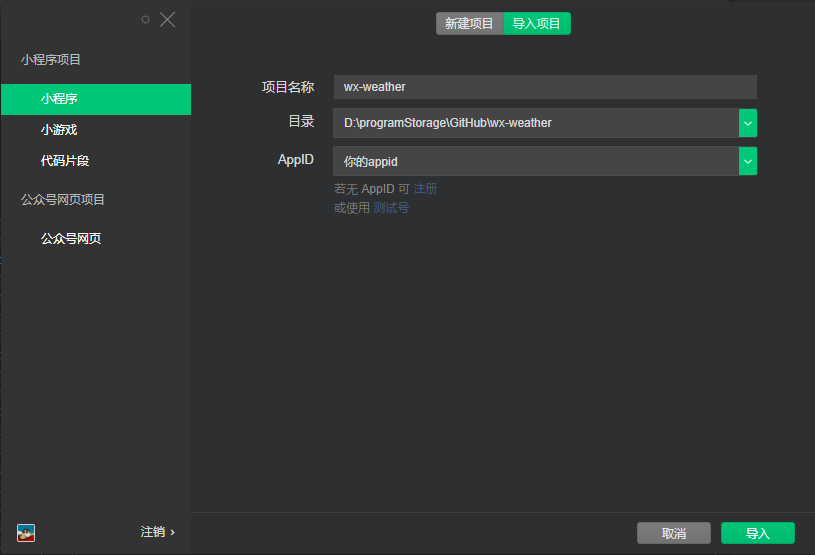 小程序项目
小程序
小游戏
代码片段
公众号网页项目
公众号网页
注销 ›
新建项目 导入项目
项目名称 wx-weather
目录 D:\programStorage\GitHub\wx-weather
AppID 你的appid
若无 AppID 可 注册
或使用 测试号
取消 导入